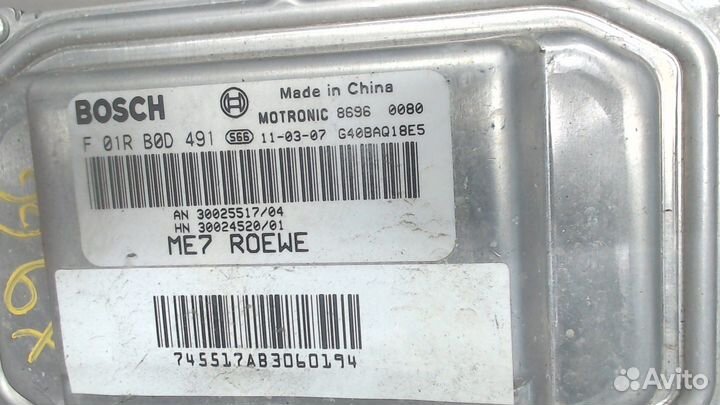 BOSCH
Made in China
MOTRONIC 8696 0080
F 01R B0D 491 566 11-03-07 G40BAQ18E5
AN 30025517/04
HN 30024520/01
ME7 ROEWE
745517AB3060194
Avito